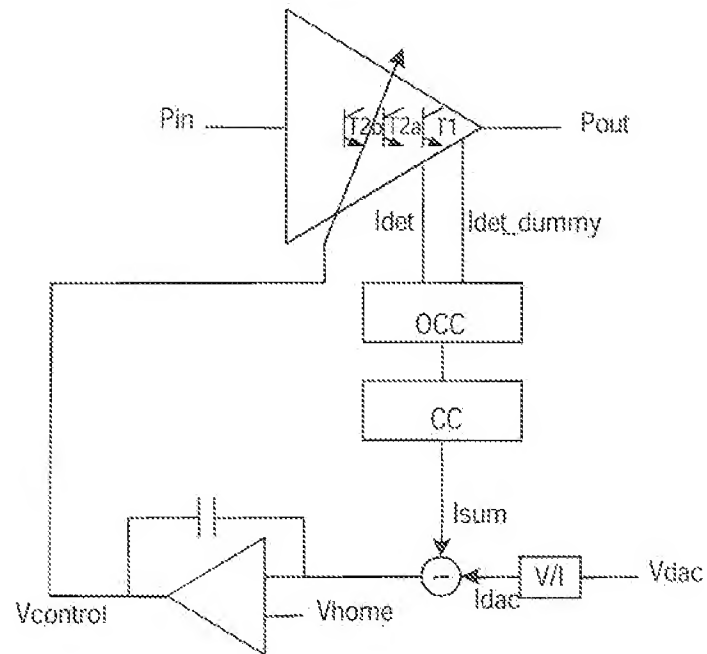 T2b T2a T1
Pin
Pout
Idet Idet_dummy
OCC
CC
Isum
V/I Vdac
Idac
Vcontrol Vhome